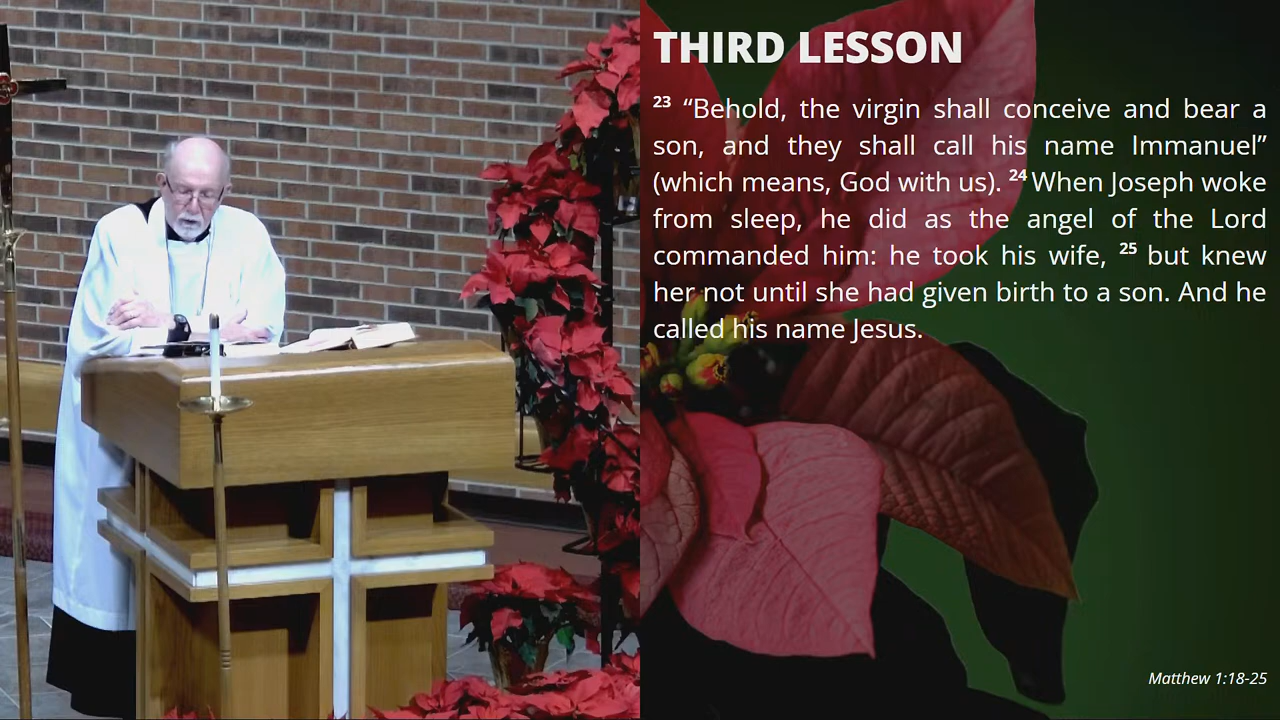 THIRD LESSON
23 “Behold, the virgin shall conceive and bear a
son, and they shall call his name Immanuel”
(which means, God with us). 24 When Joseph woke
from sleep, he did as the angel of the Lord
commanded him: he took his wife, 25 but knew
her not until she had given birth to a son. And he
called his name Jesus.
Matthew 1:18-25